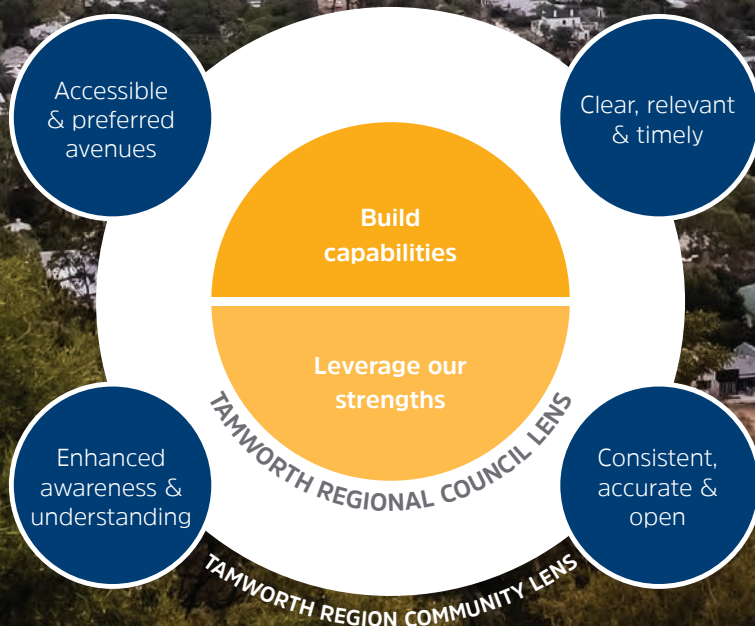 Accessible
& preferred
avenues
Clear, relevant
& timely
Build
capabilities
Leverage our
strengths
TAMWORTH REGIONAL COUNCIL LENS
Enhanced
awareness &
understanding
Consistent,
accurate &
open
TAMWORTH REGION COMMUNITY LENS